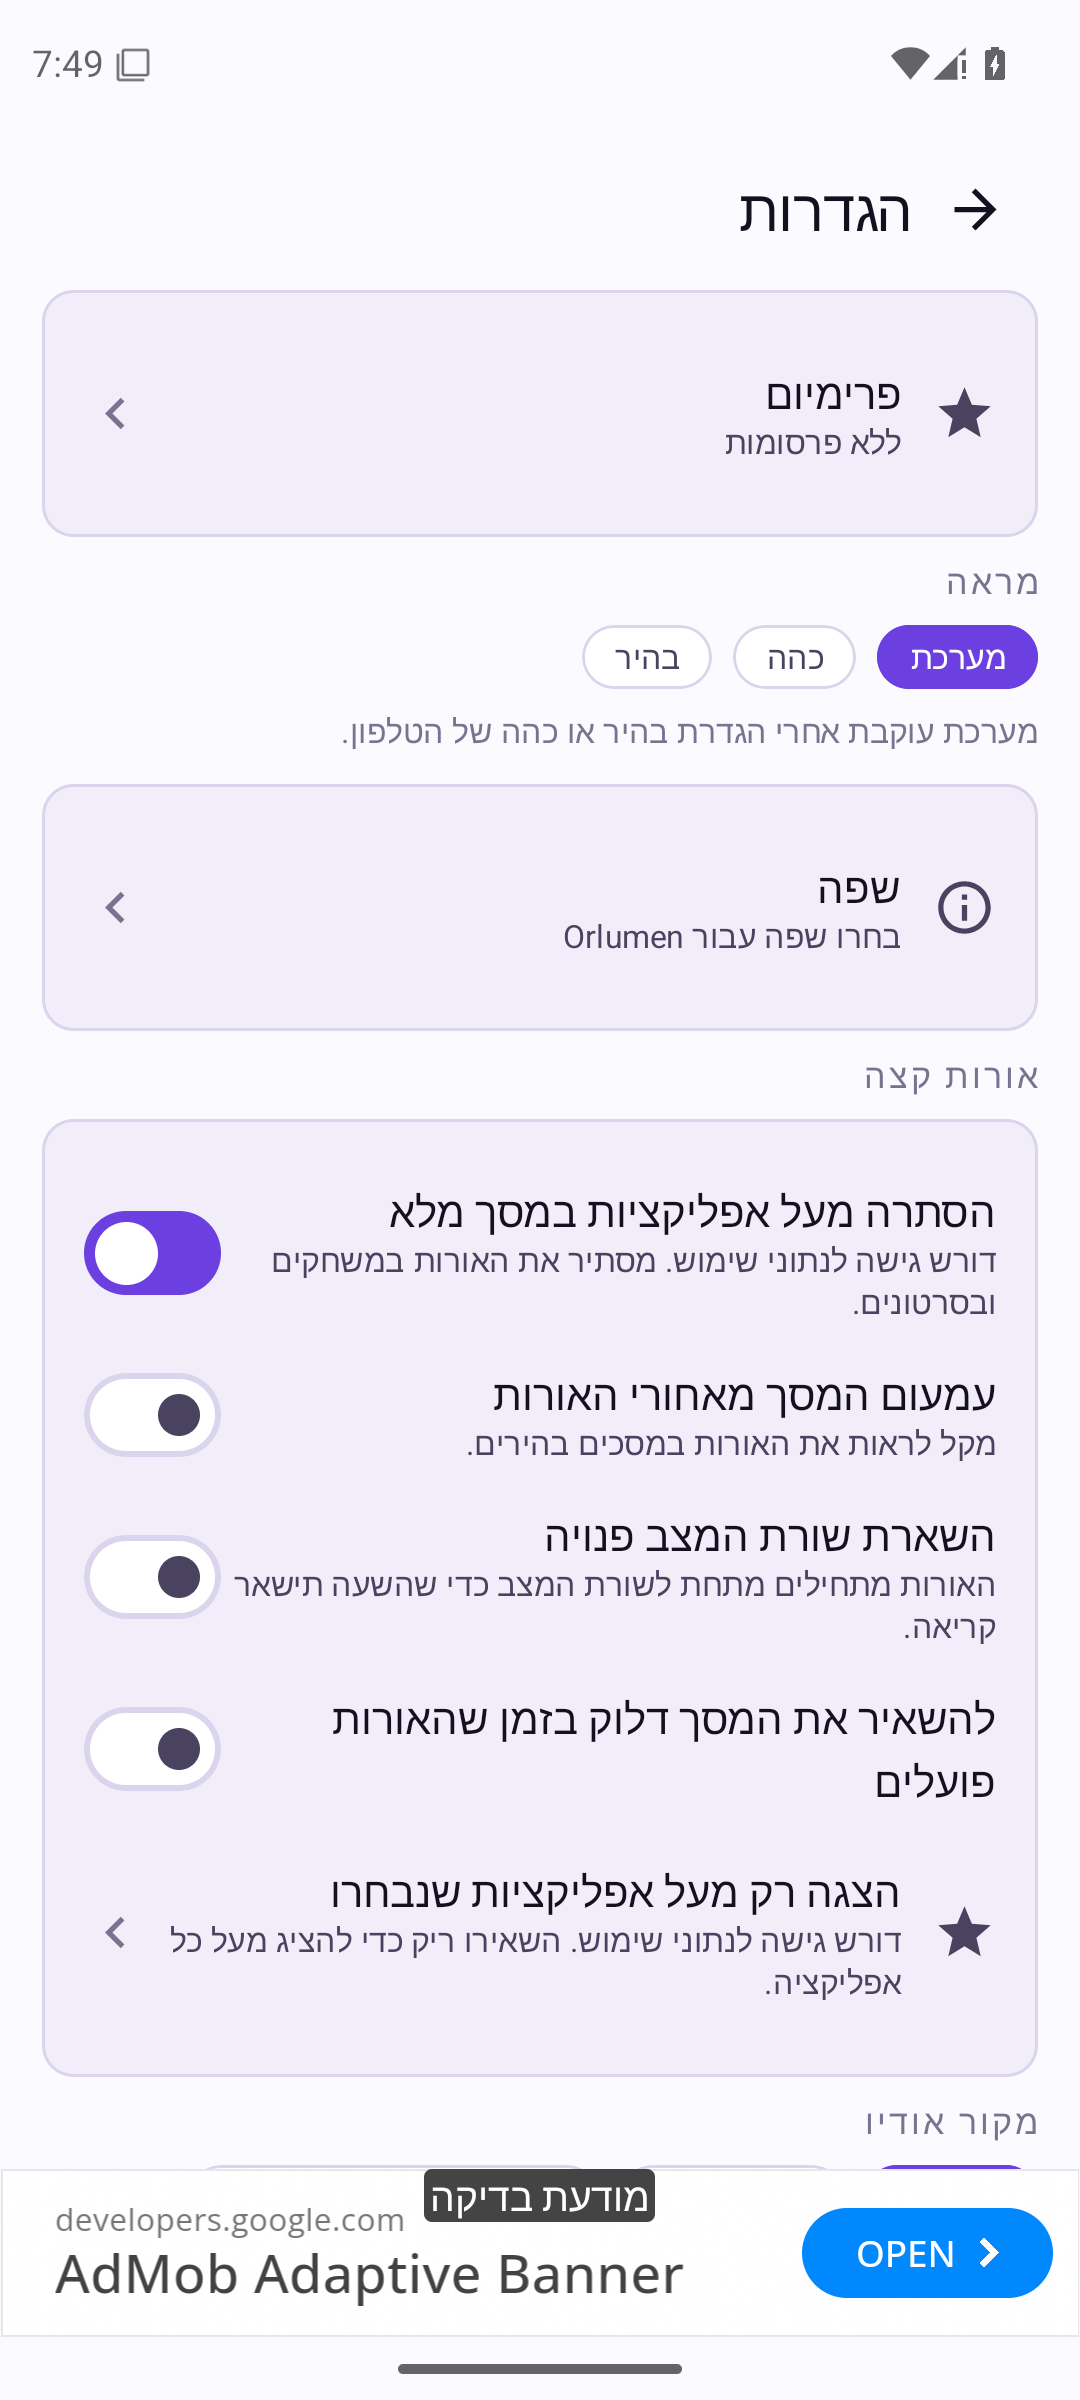 7:49
הגדרות
פרימיום
ללא פרסומות
מראה
מערכת
כהה
בהיר
מערכת עוקבת אחרי הגדרת בהיר או כהה של הטלפון.
שפה
בחרו שפה עבור Orlumen
אורות קצה
הסתרה מעל אפליקציות במסך מלא
דורש גישה לנתוני שימוש. מסתיר את האורות במשחקים
ובסרטונים.
עמעום המסך מאחורי האורות
מקל לראות את האורות במסכים בהירים.
השארת שורת המצב פנויה
האורות מתחילים מתחת לשורת המצב כדי שהשעה תישאר
קריאה.
להשאיר את המסך דלוק בזמן שהאורות
פועלים
הצגה רק מעל אפליקציות שנבחרו
דורש גישה לנתוני שימוש. השאירו ריק כדי להציג מעל כל
אפליקציה.
מקור אודיו
מודעת בדיקה
developers.google.com
AdMob Adaptive Banner
OPEN